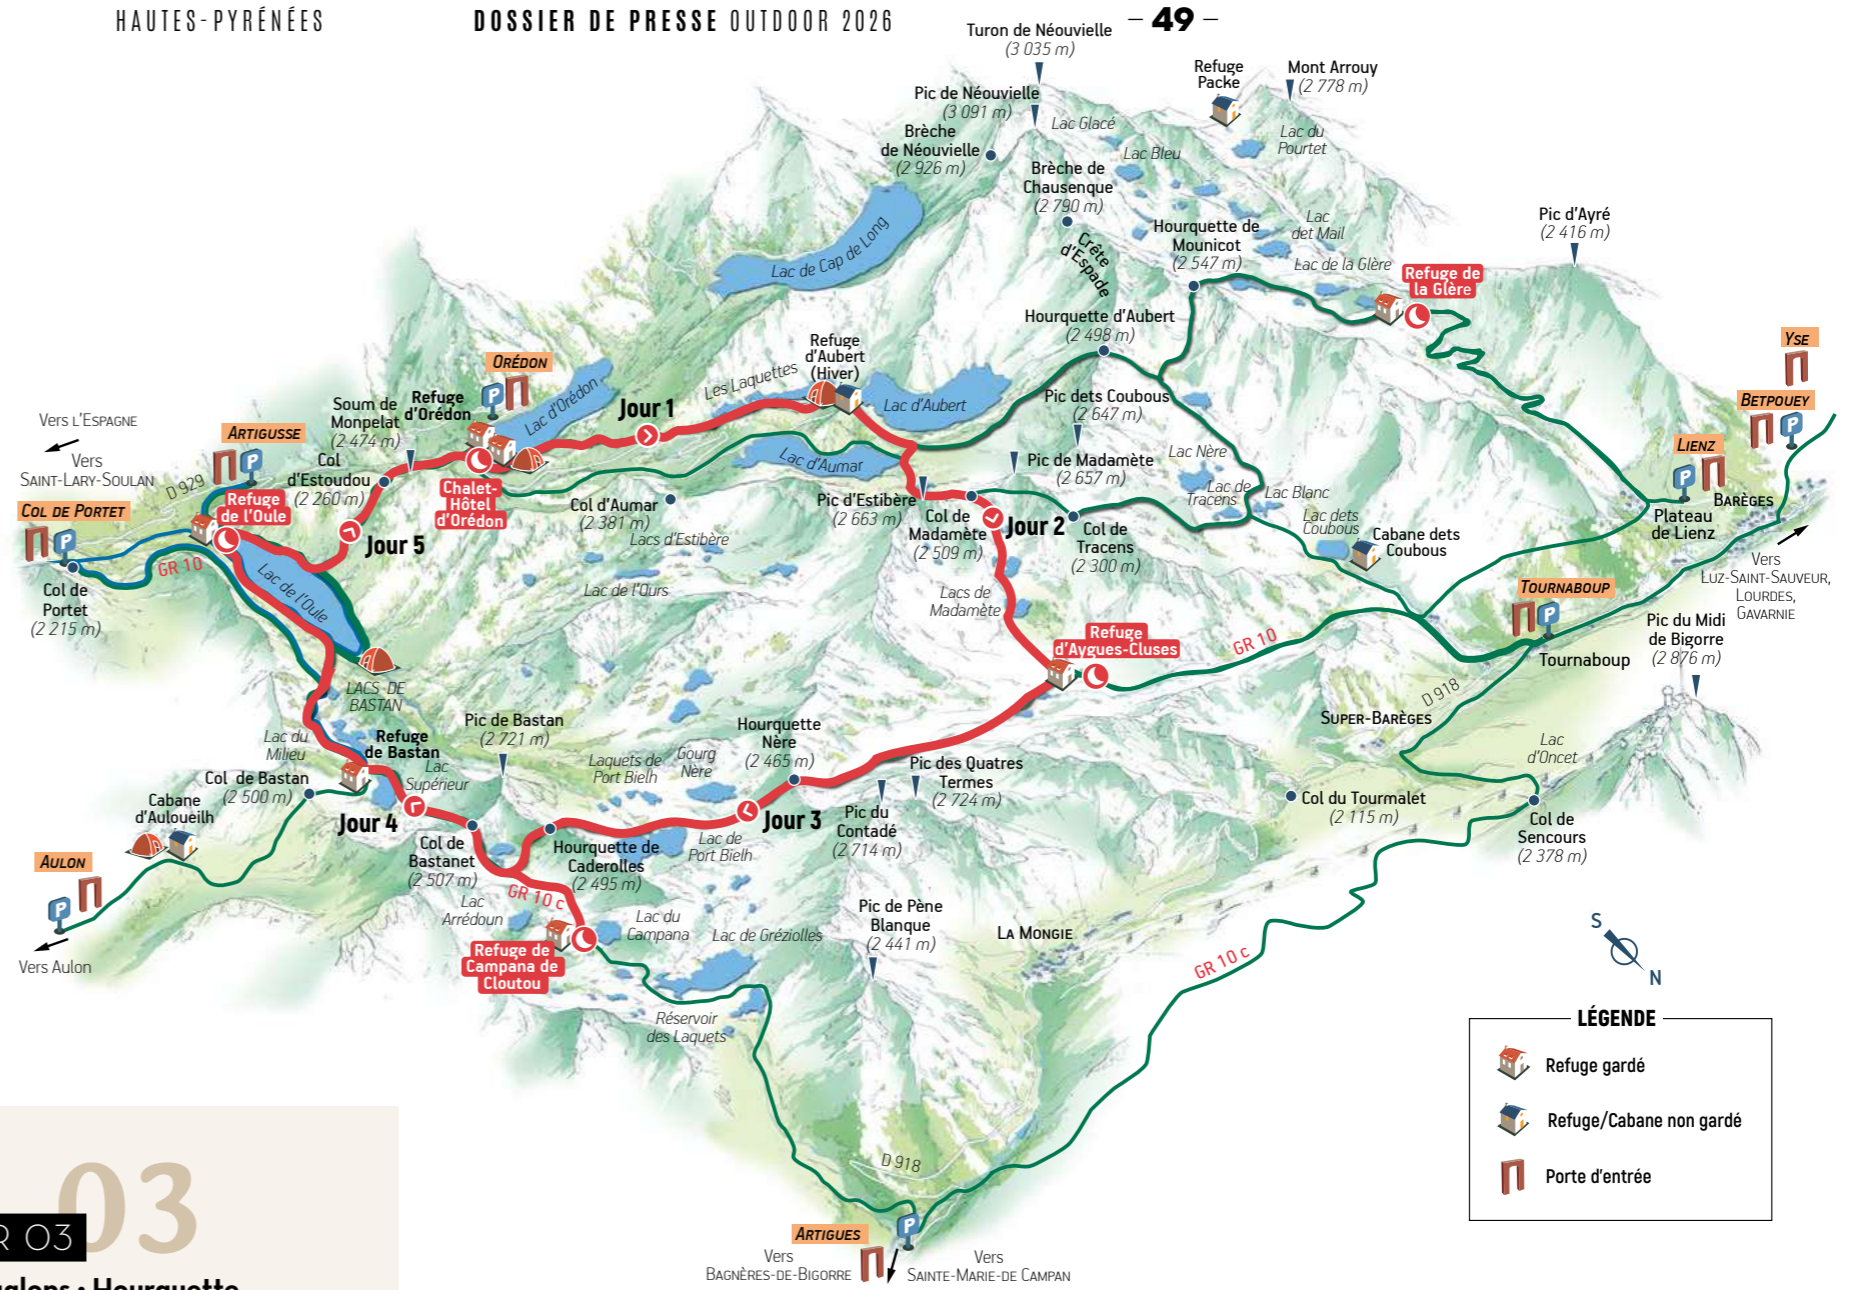 HAUTES-PYRÉNÉES
DOSSIER DE PRESSE OUTDOOR 2026
– 49 –
Turon de Néouvielle
(3 035 m)
Pic de Néouvielle
(3 091 m)
Brèche
de Néouvielle
(2 926 m)
Lac Glacé
Lac Bleu
Refuge
Packe
Mont Arrouy
(2 778 m)
Lac du
Pourtet
Brèche de
Chausenque
(2 790 m)
Crête
d'Espade
Hourquette de
Mounicot
(2 547 m)
Lac
det Mail
Lac de la Glère
Pic d'Ayré
(2 416 m)
Refuge de
la Glère
Lac de Cap de Long
Hourquette d'Aubert
(2 498 m)
Refuge
d'Aubert
(Hiver)
Les Laquettes
Lac d'Aubert
YSE
BETPOUEY
P
ORÉDON
P
Lac d'Orédon
Jour 1
Refuge
d'Orédon
Soum de
Monpelat
(2 474 m)
Vers L'ESPAGNE
Vers
SAINT-LARY-SOULAN
ARTIGUSSE
P
D 929
Col
d'Estoudou
(2 260 m)
Chalet-
Hôtel
d'Orédon
Pic dets Coubous
(2 647 m)
Lac d'Aumar
Col d'Aumar
(2 381 m)
Pic de Madamète
(2 657 m)
Lac Nère
Lac de
Tracens
Lac Blanc
Lac dets
Coubous
Cabane dets
Coubous
LIENZ
P
BARÈGES
Plateau
de Lienz
COL DE PORTET
P
Refuge
de l'Oule
Jour 5
GR 10
Lac de l'Oule
Col de
Portet
(2 215 m)
Pic d'Estibère
(2 663 m)
Col de
Madamète
(2 509 m)
Jour 2
Col de
Tracens
(2 300 m)
Lacs d'Estibère
Lac de l'Ours
Lacs de
Madamète
Vers
LUZ-SAINT-SAUVEUR,
LOURDES,
GAVARNIE
TOURNABOUP
P
Tournaboup
Pic du Midi
de Bigorre
(2 876 m)
Refuge
d'Aygues-Cluses
GR 10
D 918
SUPER-BARÈGES
LACS DE
BASTAN
Lac du
Milieu
Refuge
de Bastan
Lac
Supérieur
Pic de Bastan
(2 721 m)
Laquets de
Port Bielh
Gourg
Nère
Hourquette
Nère
(2 465 m)
Pic des Quatres
Termes
(2 724 m)
Lac
d'Oncet
Col de Bastan
(2 500 m)
Cabane
d'Auloueilh
Jour 4
Jour 3
Pic du
Contadé
(2 714 m)
Col du Tourmalet
(2 115 m)
Col de
Sencours
(2 378 m)
Col de
Bastanet
(2 507 m)
Hourquette de
Caderolles
(2 495 m)
Lac de
Port Bielh
AULON
P
Vers Aulon
GR 10 c
Lac
Arrédoun
Lac du
Campana
Lac de Gréziolles
Pic de Pène
Blanque
(2 441 m)
LA MONGIE
Refuge de
Campana de
Cloutou
GR 10 c
Réservoir
des Laquets
S
N
LÉGENDE
Refuge gardé
Refuge/Cabane non gardé
Porte d'entrée
D 918
ARTIGUES
P
Vers
BAGNÈRES-DE-BIGORRE
Vers
SAINTE-MARIE-DE CAMPAN
03
R 03
Hourquette